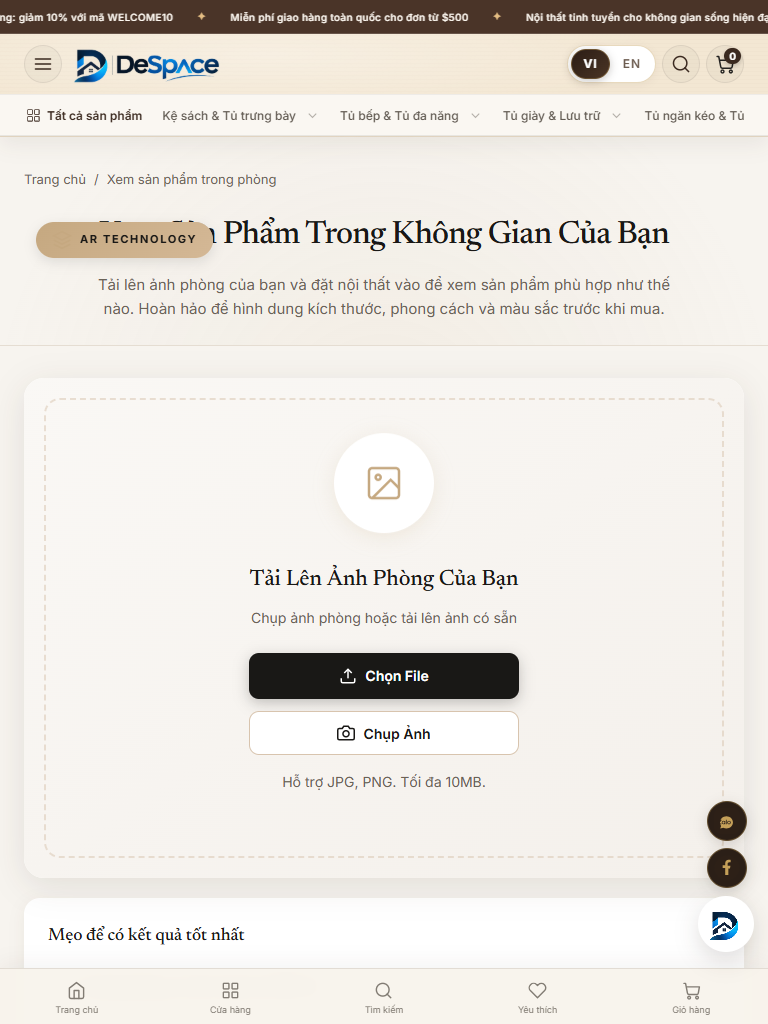 ng: giảm 10% với mã WELCOME10 ✦ Miễn phí giao hàng toàn quốc cho đơn từ $500 ✦ Nội thất tinh tuyển cho không gian sống hiện đạ
DeSpace
VI EN
0
Tất cả sản phẩm Kệ sách & Tủ trưng bày Tủ bếp & Tủ đa năng Tủ giày & Lưu trữ Tủ ngăn kéo & Tủ
Trang chủ / Xem sản phẩm trong phòng
AR TECHNOLOGY
Phẩm Trong Không Gian Của Bạn
Tải lên ảnh phòng của bạn và đặt nội thất vào để xem sản phẩm phù hợp như thế
nào. Hoàn hảo để hình dung kích thước, phong cách và màu sắc trước khi mua.
Tải Lên Ảnh Phòng Của Bạn
Chụp ảnh phòng hoặc tải lên ảnh có sẵn
Chọn File
Chụp Ảnh
Hỗ trợ JPG, PNG. Tối đa 10MB.
Zalo
Mẹo để có kết quả tốt nhất
Trang chủ Cửa hàng Tìm kiếm Yêu thích Giỏ hàng